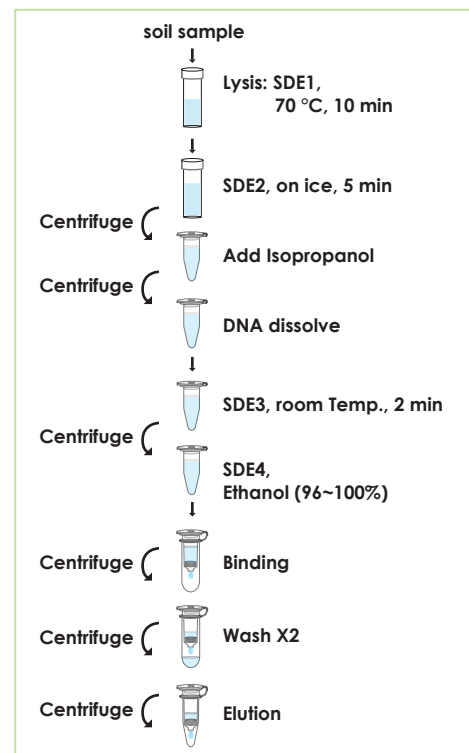 soil sample
Lysis: SDE1,
70 °C, 10 min
SDE2, on ice, 5 min
Centrifuge
Add Isopropanol
Centrifuge
DNA dissolve
SDE3, room Temp., 2 min
Centrifuge
SDE4,
Ethanol (96~100%)
Centrifuge
Binding
Centrifuge
Wash X2
Centrifuge
Elution